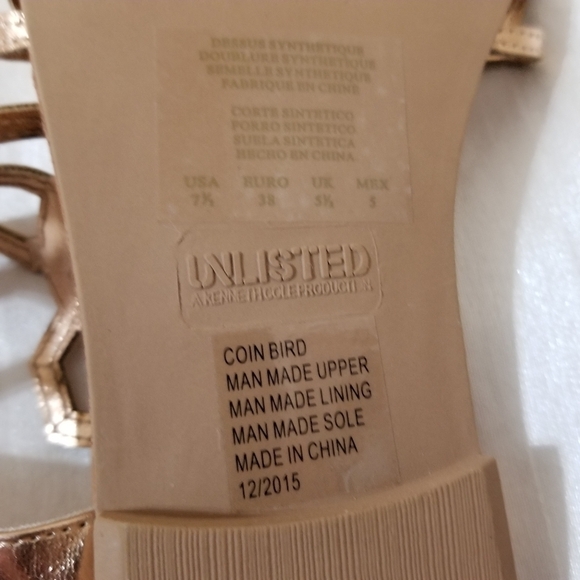 DESSUS SYNTHETIQUE
DOUBLURE SYNTHETIQUE
SEMELLE SYNTHETIQUE
FABRIQUE EN CHINE
CORTE SINTETICO
FORRO SINTETICO
SUELA SINTETICA
HECHO EN CHINA
USA EURO UK MEX
7½ 38 5½ 5
UNLISTED
A KENNETH COLE PRODUCTION
COIN BIRD
MAN MADE UPPER
MAN MADE LINING
MAN MADE SOLE
MADE IN CHINA
12/2015